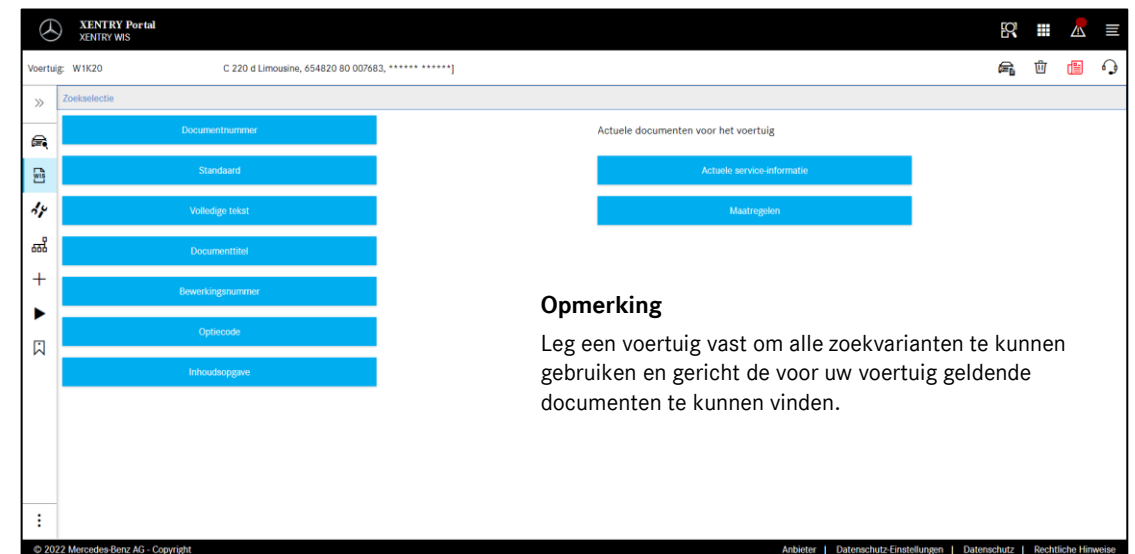 XENTRY Portal
XENTRY WIS
Voertuig: W1K20 C 220 d Limousine, 654820 80 007683, ****** ******]
Zoekselectie
Documentnummer
Standaard
Volledige tekst
Documenttitel
Bewerkingsnummer
Optiecode
Inhoudsopgave
Actuele documenten voor het voertuig
Actuele service-informatie
Maatregelen
WIS
Opmerking
Leg een voertuig vast om alle zoekvarianten te kunnen
gebruiken en gericht de voor uw voertuig geldende
documenten te kunnen vinden.
© 2022 Mercedes-Benz AG - Copyright
Anbieter | Datenschutz-Einstellungen | Datenschutz | Rechtliche Hinweise